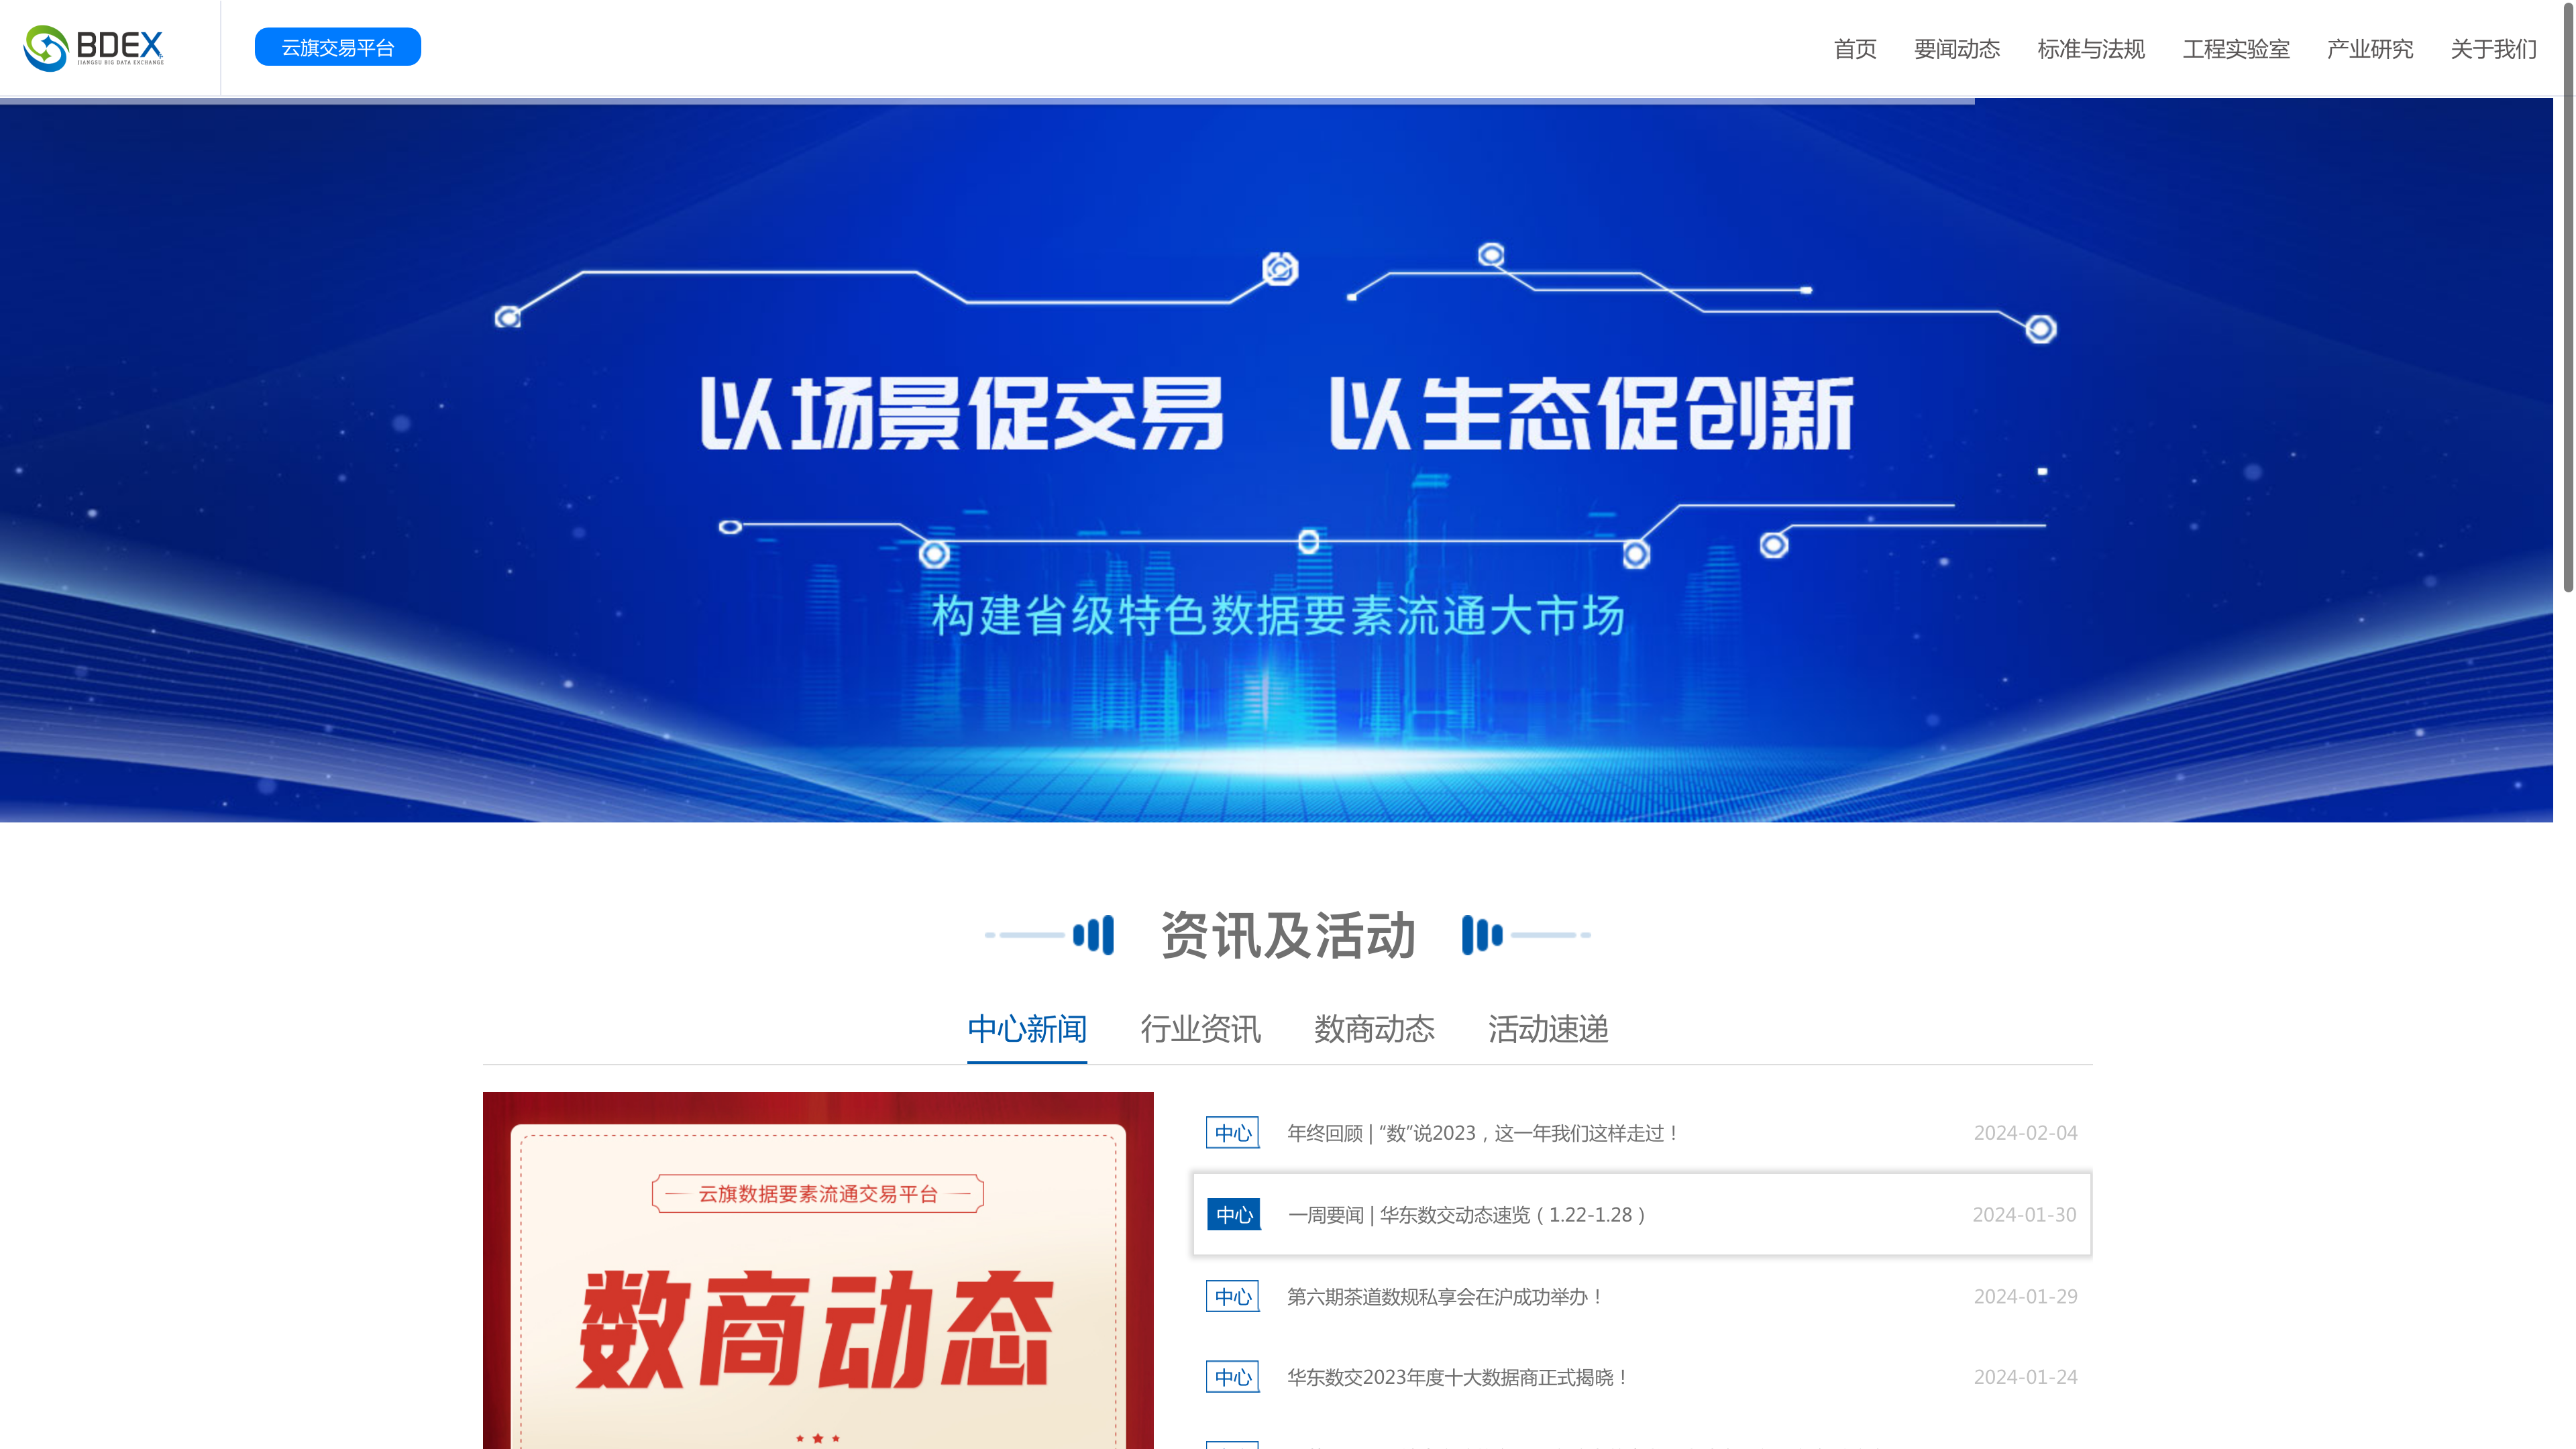 BDEX
JIANGSU BIG DATA EXCHANGE
云旗交易平台
首页 要闻动态 标准与法规 工程实验室 产业研究 关于我们
以场景促交易 以生态促创新
构建省级特色数据要素流通大市场
资讯及活动
中心新闻 行业资讯 数商动态 活动速递
云旗数据要素流通交易平台
数商动态
中心 年终回顾 | “数”说2023，这一年我们这样走过！ 2024-02-04
中心 一周要闻 | 华东数交动态速览（1.22-1.28） 2024-01-30
中心 第六期茶道数规私享会在沪成功举办！ 2024-01-29
中心 华东数交2023年度十大数据商正式揭晓！ 2024-01-24